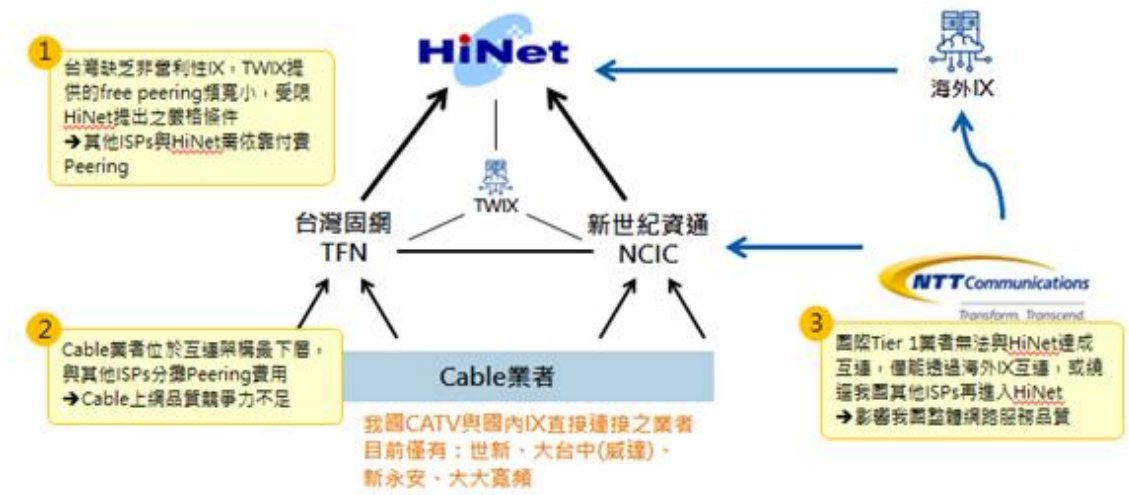 1
台灣缺乏非營利性IX，TWIX提
供的free peering頻寬小，受限
HiNet提出之嚴格條件
➔其他ISPs與HiNet需依靠付費
Peering
HiNet
海外IX
TWIX
台灣固網
TFN
新世紀資通
NCIC
NTT Communications
Transform. Transcend.
2
Cable業者位於互連架構最下層，
與其他ISPs分攤Peering費用
➔Cable上網品質競爭力不足
Cable業者
我國CATV與國內IX直接連接之業者
目前僅有：世新、大台中(威達)、
新永安、大大寬頻
3
國際Tier 1業者無法與HiNet達成
互連，僅能透過海外IX互連，或繞
逕我國其他ISPs再進入HiNet
➔影響我國整體網路服務品質